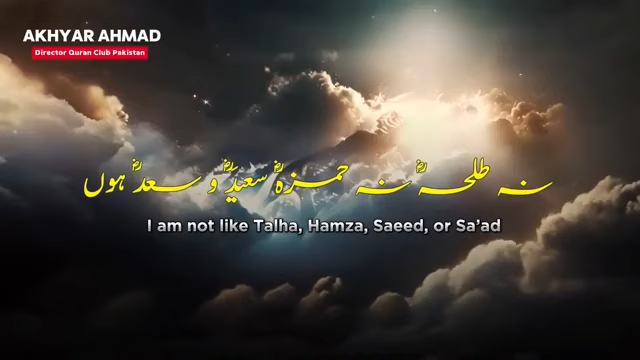 AKHYAR AHMAD
Director Quran Club Pakistan
نہ طلحہؓ نہ حمزہؓ سعیدؓ و سعدؓ ہوں
I am not like Talha, Hamza, Saeed, or Sa’ad